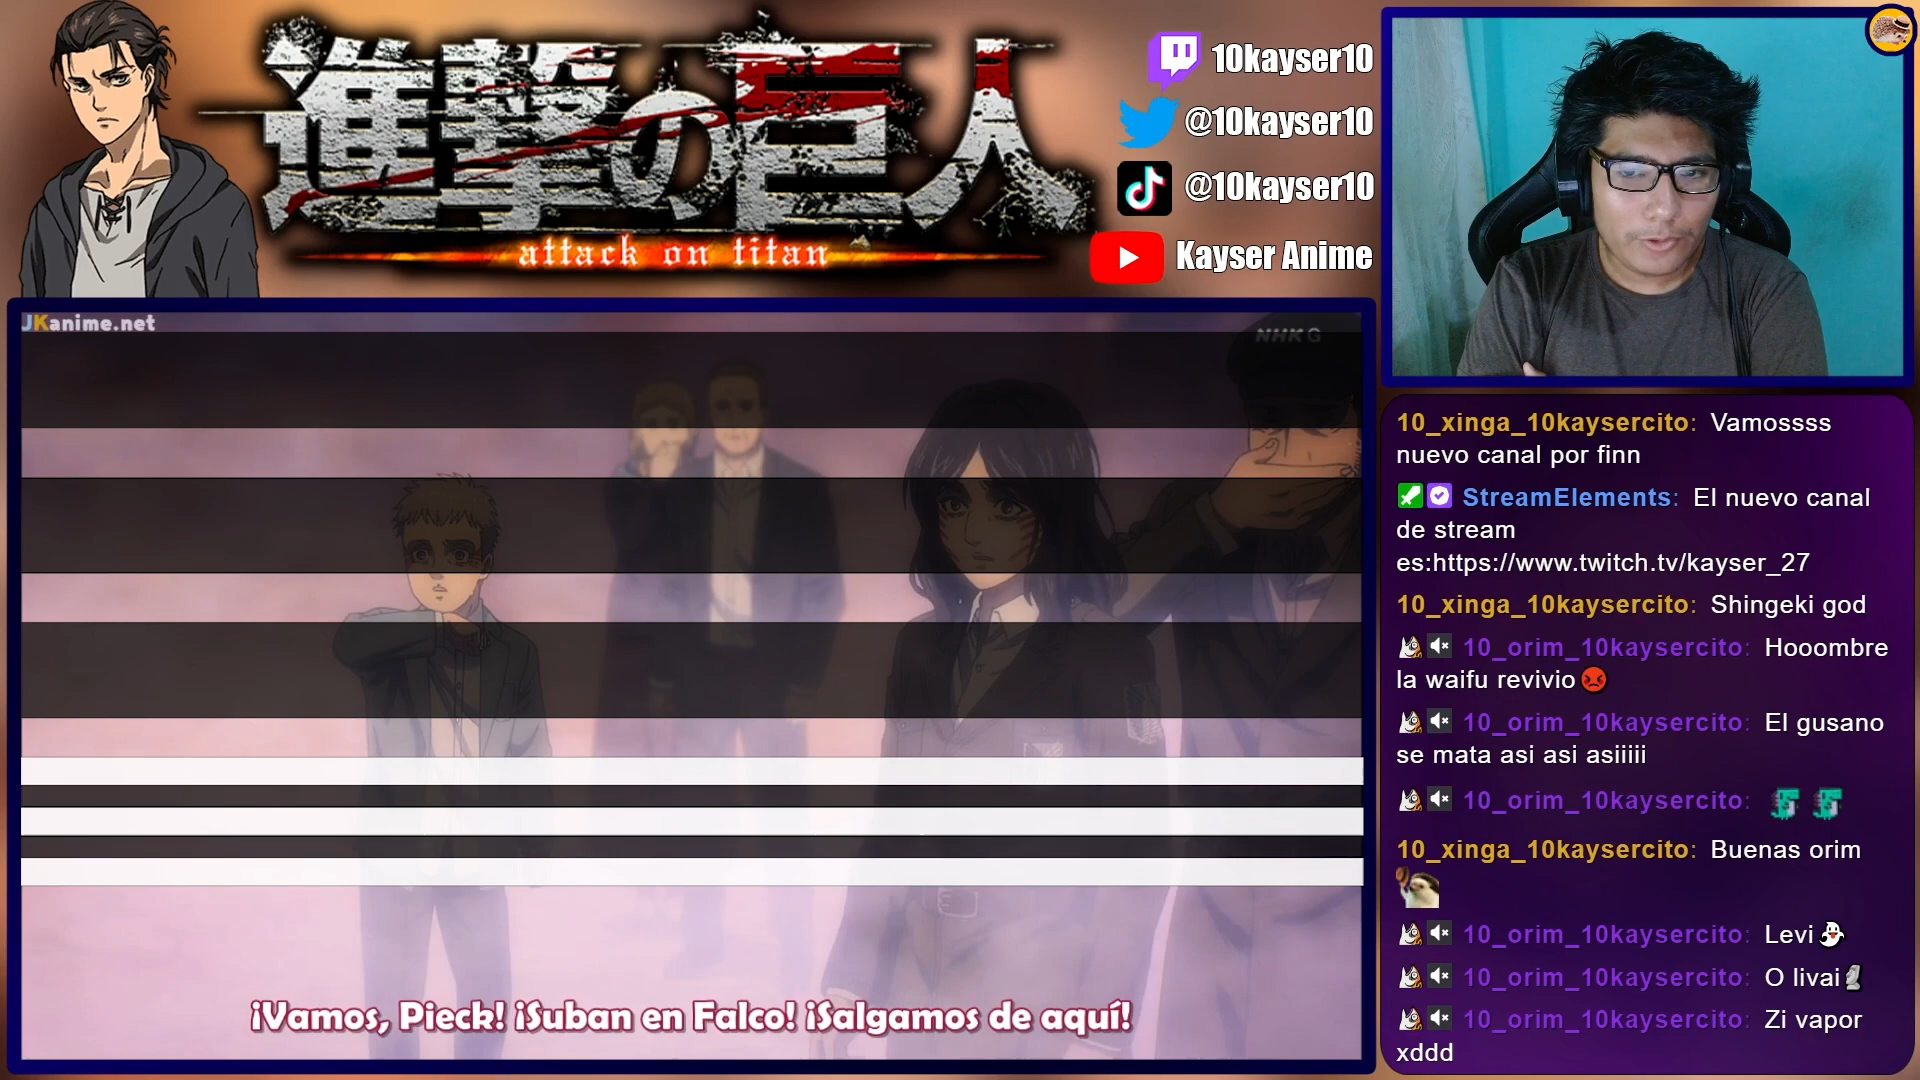 進撃の巨人
attack on titan
10kayser10
@10kayser10
@10kayser10
Kayser Anime
JKanime.net
NHK G
¡Vamos, Pieck! ¡Suban en Falco! ¡Salgamos de aquí!
10_xinga_10kaysercito: Vamossss
nuevo canal por finn
StreamElements: El nuevo canal
de stream
es:https://www.twitch.tv/kayser_27
10_xinga_10kaysercito: Shingeki god
10_orim_10kaysercito: Hooombre
la waifu revivio
10_orim_10kaysercito: El gusano
se mata asi asi asiiiii
10_orim_10kaysercito:
10_xinga_10kaysercito: Buenas orim
10_orim_10kaysercito: Levi
10_orim_10kaysercito: O livai
10_orim_10kaysercito: Zi vapor
xddd